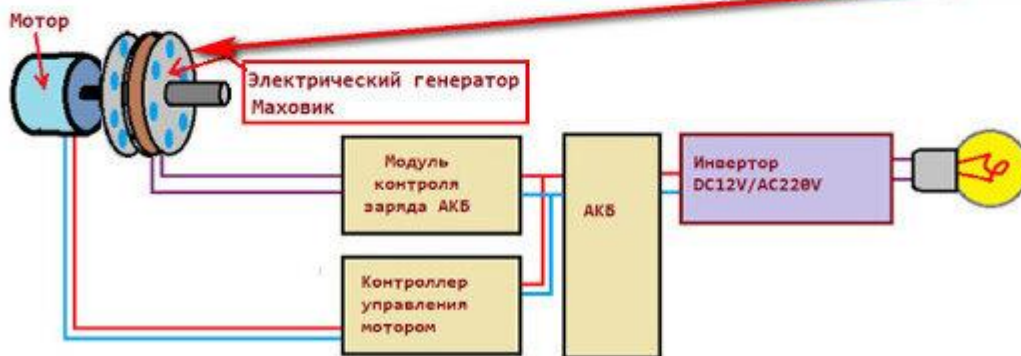 Мотор
Электрический генератор
Маховик
Модуль
контроля
заряда АКБ
АКБ
Инвертор
DC12V/AC220V
Контроллер
управления
мотором